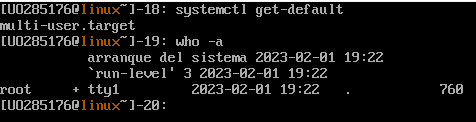 [UO285176@linux~]-18: systemctl get-default
multi-user.target
[UO285176@linux~]-19: who -a
arranque del sistema 2023-02-01 19:22
`run-level' 3 2023-02-01 19:22
root + tty1 2023-02-01 19:22 . 760
[UO285176@linux~]-20: